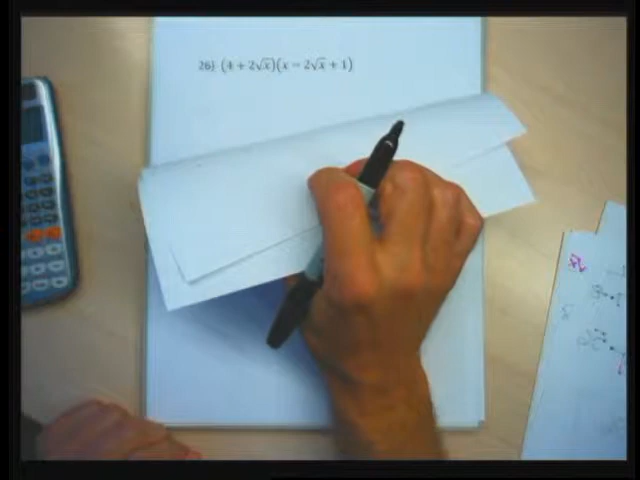 26) (4 + 2√x)(x − 2√x + 1)